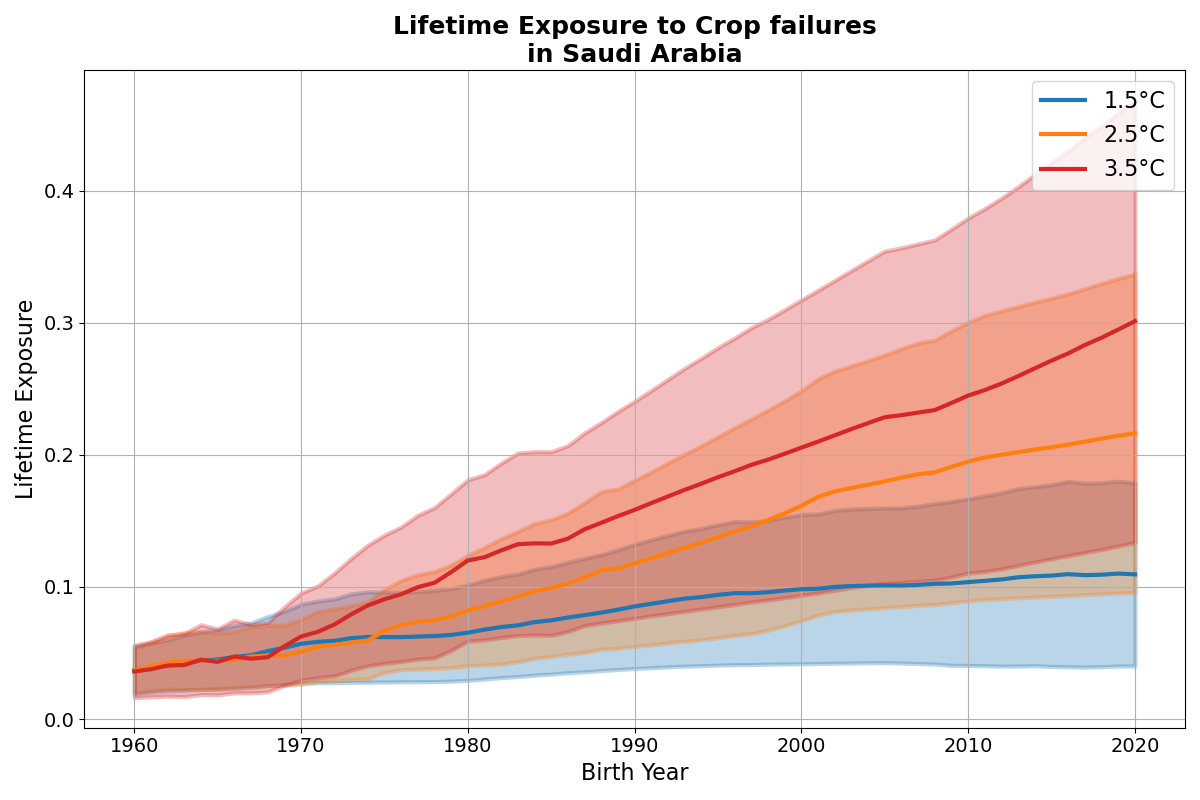 Lifetime Exposure to Crop failures
in Saudi Arabia
1.5°C
2.5°C
3.5°C
Lifetime Exposure
0.4
0.3
0.2
0.1
0.0
1960 1970 1980 1990 2000 2010 2020
Birth Year